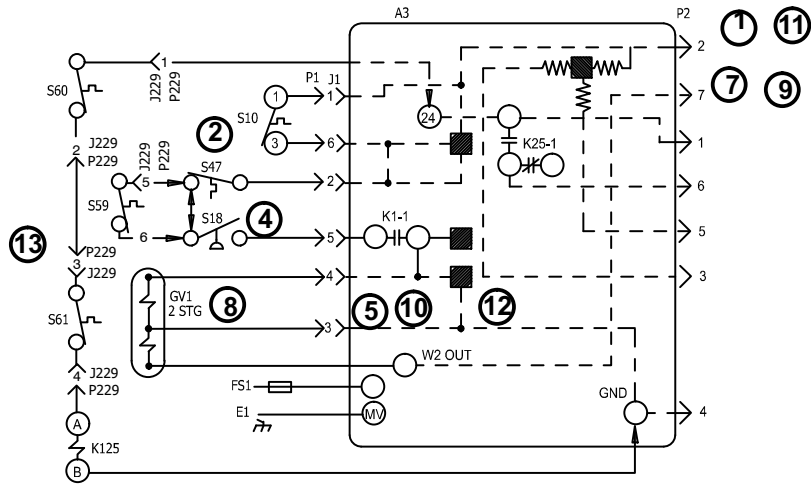 A3
P2
1
11
2
1
J229
P229
S60
P1
J1
7
9
7
1
1
S10
24
2
2
J229
P229
J229
P229
3
6
K25-1
1
S47
5
2
6
S59
S18
4
K1-1
5
6
5
13
P229
3
J229
4
3
GV1
2 STG
8
5
10
12
S61
3
W2 OUT
4
J229
P229
FS1
GND
A
E1
MV
4
K125
B